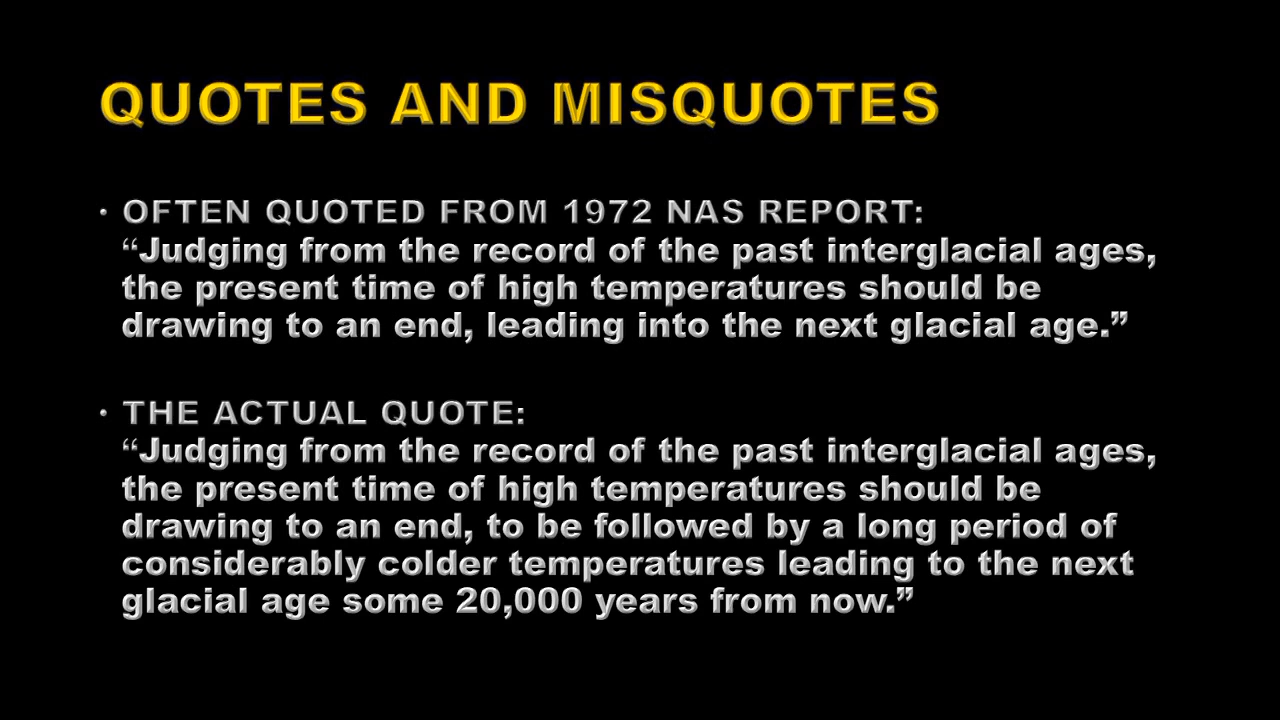 QUOTES AND MISQUOTES
• OFTEN QUOTED FROM 1972 NAS REPORT:
“Judging from the record of the past interglacial ages,
the present time of high temperatures should be
drawing to an end, leading into the next glacial age.”
• THE ACTUAL QUOTE:
“Judging from the record of the past interglacial ages,
the present time of high temperatures should be
drawing to an end, to be followed by a long period of
considerably colder temperatures leading to the next
glacial age some 20,000 years from now.”